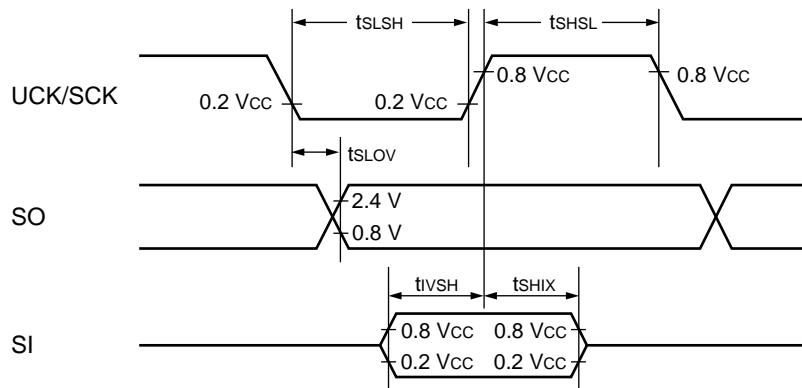 tSLSH
tSHSL
UCK/SCK
0.2 VCC
0.2 VCC
0.8 VCC
0.8 VCC
tSLOV
SO
2.4 V
0.8 V
tIVSH
tSHIX
SI
0.8 VCC
0.8 VCC
0.2 VCC
0.2 VCC